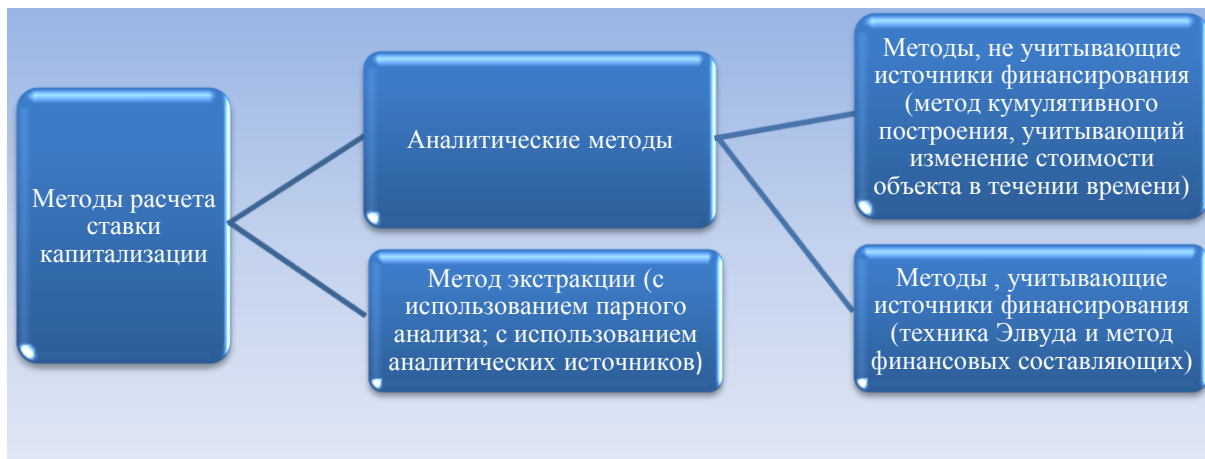 Методы расчета
ставки
капитализации
Аналитические методы
Метод экстракции (с
использованием парного
анализа; с использованием
аналитических источников)
Методы, не учитывающие
источники финансирования
(метод кумулятивного
построения, учитывающий
изменение стоимости
объекта в течении времени)
Методы , учитывающие
источники финансирования
(техника Элвуда и метод
финансовых составляющих)